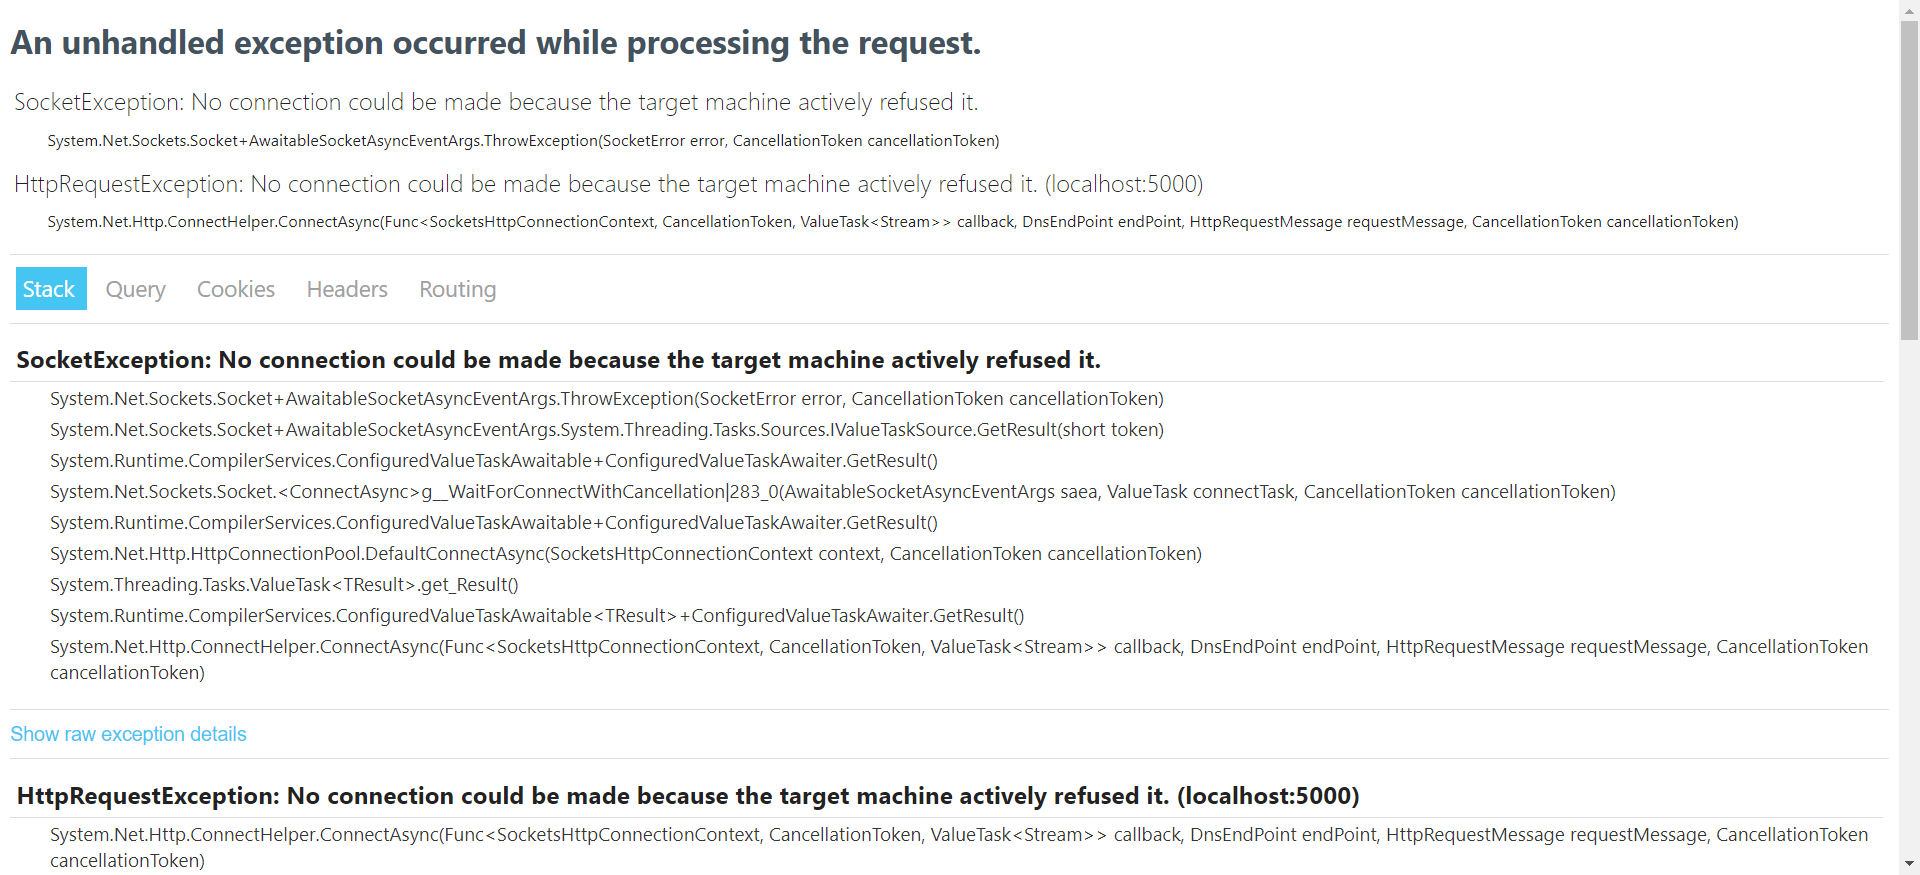 An unhandled exception occurred while processing the request.
SocketException: No connection could be made because the target machine actively refused it.
System.Net.Sockets.Socket+AwaitableSocketAsyncEventArgs.ThrowException(SocketError error, CancellationToken cancellationToken)
HttpRequestException: No connection could be made because the target machine actively refused it. (localhost:5000)
System.Net.Http.ConnectHelper.ConnectAsync(Func<SocketsHttpConnectionContext, CancellationToken, ValueTask<Stream>> callback, DnsEndPoint endPoint, HttpRequestMessage requestMessage, CancellationToken cancellationToken)
Stack Query Cookies Headers Routing
SocketException: No connection could be made because the target machine actively refused it.
System.Net.Sockets.Socket+AwaitableSocketAsyncEventArgs.ThrowException(SocketError error, CancellationToken cancellationToken)
System.Net.Sockets.Socket+AwaitableSocketAsyncEventArgs.System.Threading.Tasks.Sources.IValueTaskSource.GetResult(short token)
System.Runtime.CompilerServices.ConfiguredValueTaskAwaitable+ConfiguredValueTaskAwaiter.GetResult()
System.Net.Sockets.Socket.<ConnectAsync>g__WaitForConnectWithCancellation|283_0(AwaitableSocketAsyncEventArgs saea, ValueTask connectTask, CancellationToken cancellationToken)
System.Runtime.CompilerServices.ConfiguredValueTaskAwaitable+ConfiguredValueTaskAwaiter.GetResult()
System.Net.Http.HttpConnectionPool.DefaultConnectAsync(SocketsHttpConnectionContext context, CancellationToken cancellationToken)
System.Threading.Tasks.ValueTask<TResult>.get_Result()
System.Runtime.CompilerServices.ConfiguredValueTaskAwaitable<TResult>+ConfiguredValueTaskAwaiter.GetResult()
System.Net.Http.ConnectHelper.ConnectAsync(Func<SocketsHttpConnectionContext, CancellationToken, ValueTask<Stream>> callback, DnsEndPoint endPoint, HttpRequestMessage requestMessage, CancellationToken
cancellationToken)
Show raw exception details
HttpRequestException: No connection could be made because the target machine actively refused it. (localhost:5000)
System.Net.Http.ConnectHelper.ConnectAsync(Func<SocketsHttpConnectionContext, CancellationToken, ValueTask<Stream>> callback, DnsEndPoint endPoint, HttpRequestMessage requestMessage, CancellationToken
cancellationToken)